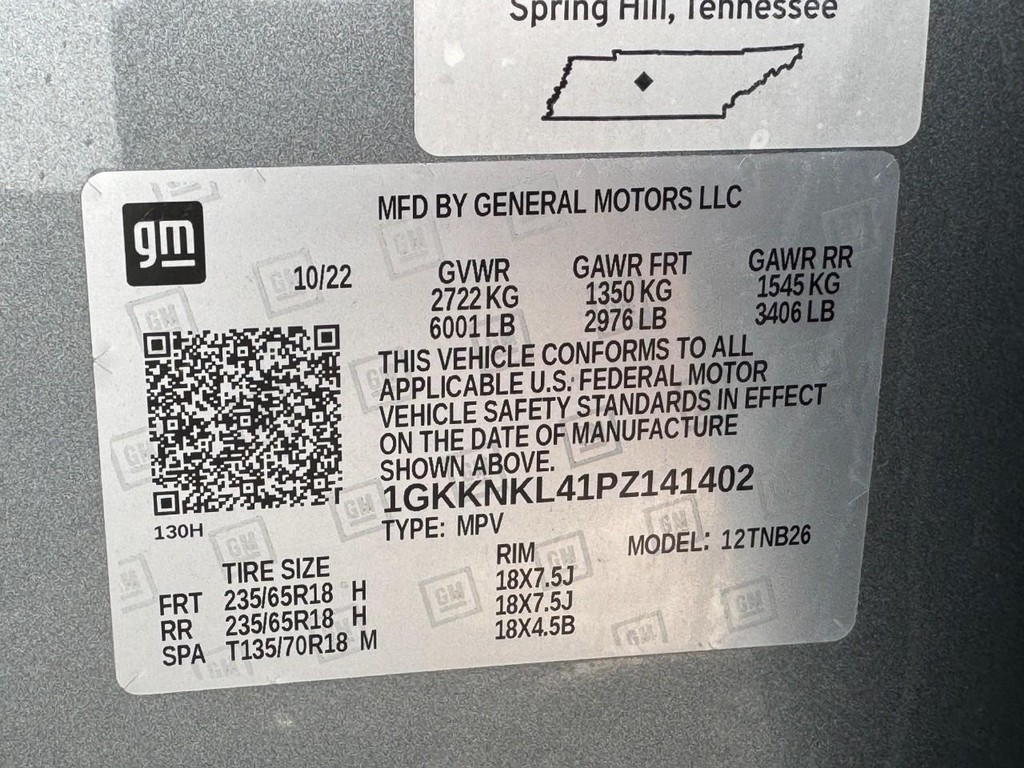 Spring Hill, Tennessee
gm
MFD BY GENERAL MOTORS LLC
10/22
GVWR GAWR FRT GAWR RR
2722 KG 1350 KG 1545 KG
6001 LB 2976 LB 3406 LB
THIS VEHICLE CONFORMS TO ALL
APPLICABLE U.S. FEDERAL MOTOR
VEHICLE SAFETY STANDARDS IN EFFECT
ON THE DATE OF MANUFACTURE
SHOWN ABOVE.
1GKKNKL41PZ141402
130H
TYPE: MPV
MODEL: 12TNB26
TIRE SIZE RIM
FRT 235/65R18 H 18X7.5J
RR 235/65R18 H 18X7.5J
SPA T135/70R18 M 18X4.5B